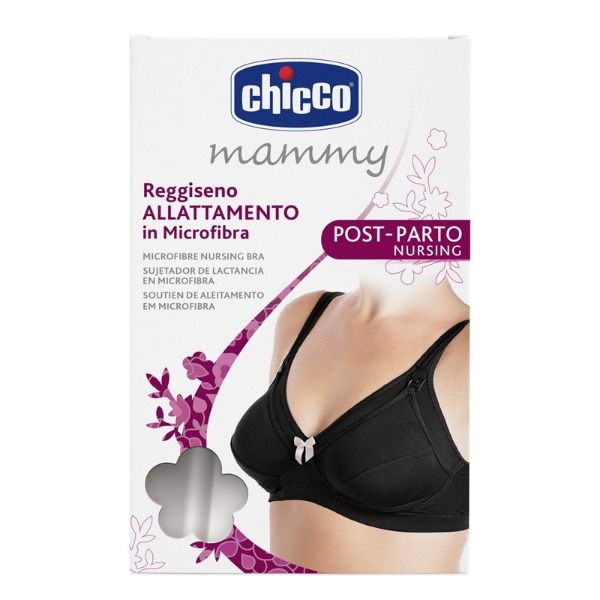 chicco
mammy
Reggiseno
ALLATTAMENTO
in Microfibra
POST-PARTO
NURSING
MICROFIBRE NURSING BRA
SUJETADOR DE LACTANCIA
EN MICROFIBRA
SOUTIEN DE ALEITAMENTO
EM MICROFIBRA